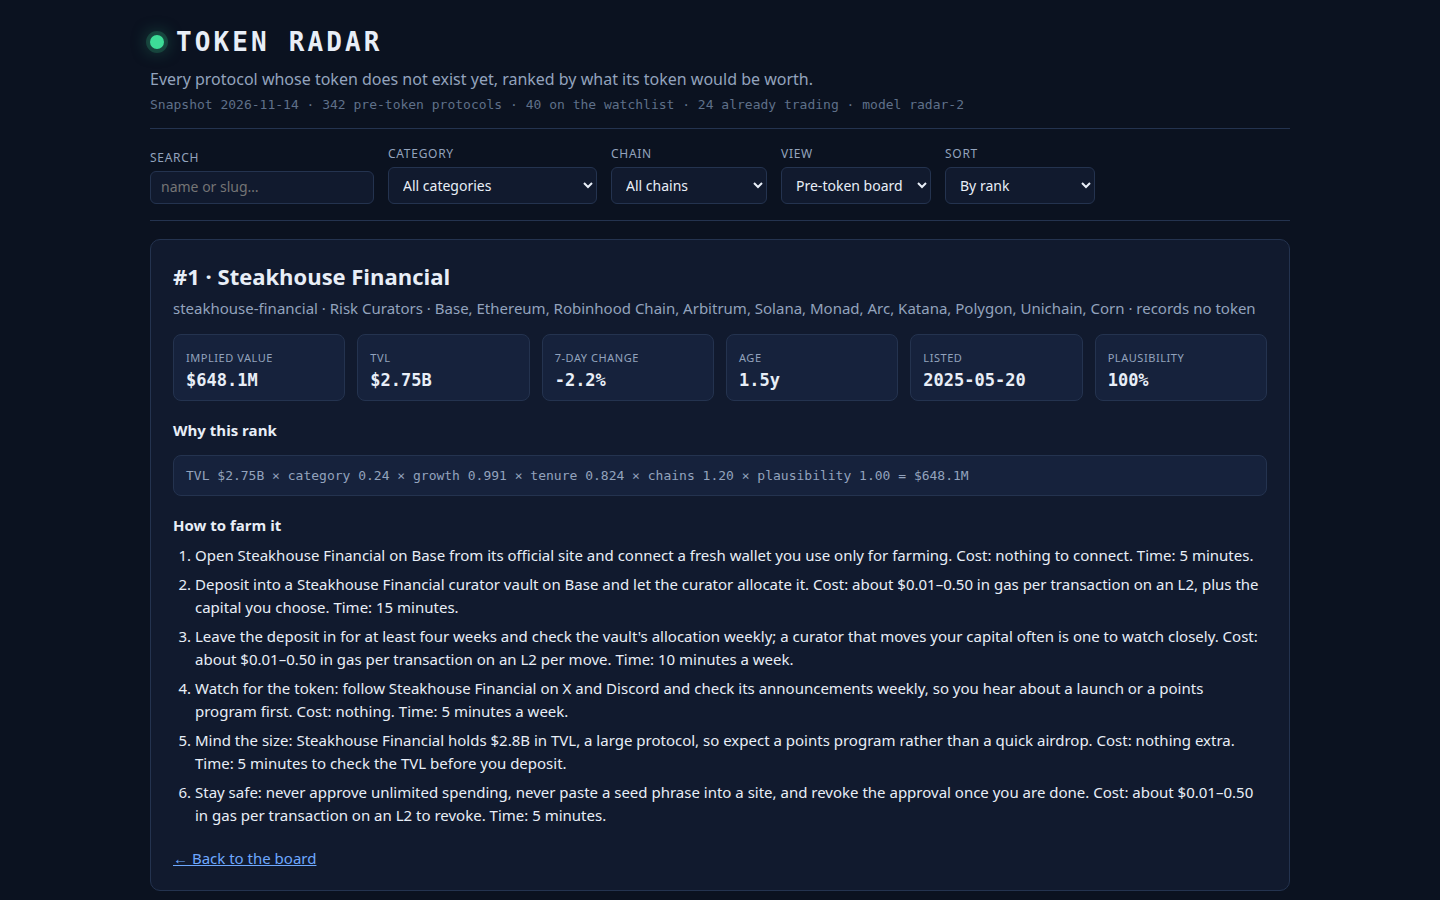 TOKEN RADAR
Every protocol whose token does not exist yet, ranked by what its token would be worth.
Snapshot 2026-11-14 · 342 pre-token protocols · 40 on the watchlist · 24 already trading · model radar-2
SEARCH
name or slug...
CATEGORY
All categories
CHAIN
All chains
VIEW
Pre-token board
SORT
By rank
#1 · Steakhouse Financial
steakhouse-financial · Risk Curators · Base, Ethereum, Robinhood Chain, Arbitrum, Solana, Monad, Arc, Katana, Polygon, Unichain, Corn · records no token
IMPLIED VALUE
$648.1M
TVL
$2.75B
7-DAY CHANGE
-2.2%
AGE
1.5y
LISTED
2025-05-20
PLAUSIBILITY
100%
Why this rank
TVL $2.75B × category 0.24 × growth 0.991 × tenure 0.824 × chains 1.20 × plausibility 1.00 = $648.1M
How to farm it
1. Open Steakhouse Financial on Base from its official site and connect a fresh wallet you use only for farming. Cost: nothing to connect. Time: 5 minutes.
2. Deposit into a Steakhouse Financial curator vault on Base and let the curator allocate it. Cost: about $0.01–0.50 in gas per transaction on an L2, plus the
capital you choose. Time: 15 minutes.
3. Leave the deposit in for at least four weeks and check the vault's allocation weekly; a curator that moves your capital often is one to watch closely. Cost:
about $0.01–0.50 in gas per transaction on an L2 per move. Time: 10 minutes a week.
4. Watch for the token: follow Steakhouse Financial on X and Discord and check its announcements weekly, so you hear about a launch or a points
program first. Cost: nothing. Time: 5 minutes a week.
5. Mind the size: Steakhouse Financial holds $2.8B in TVL, a large protocol, so expect a points program rather than a quick airdrop. Cost: nothing extra.
Time: 5 minutes to check the TVL before you deposit.
6. Stay safe: never approve unlimited spending, never paste a seed phrase into a site, and revoke the approval once you are done. Cost: about $0.01–0.50
in gas per transaction on an L2 to revoke. Time: 5 minutes.
← Back to the board